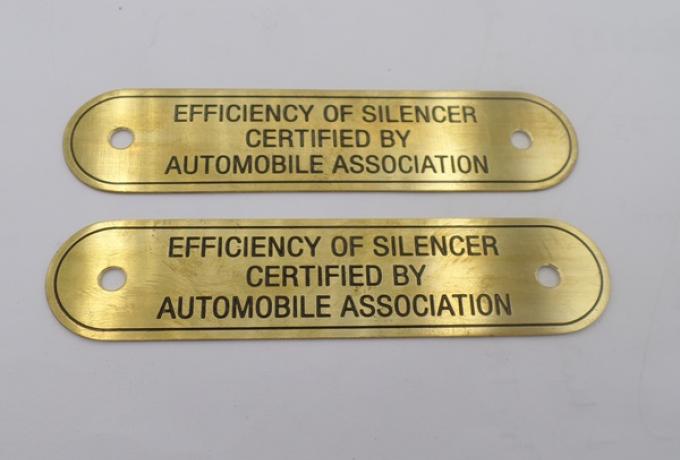 EFFICIENCY OF SILENCER
CERTIFIED BY
AUTOMOBILE ASSOCIATION
EFFICIENCY OF SILENCER
CERTIFIED BY
AUTOMOBILE ASSOCIATION